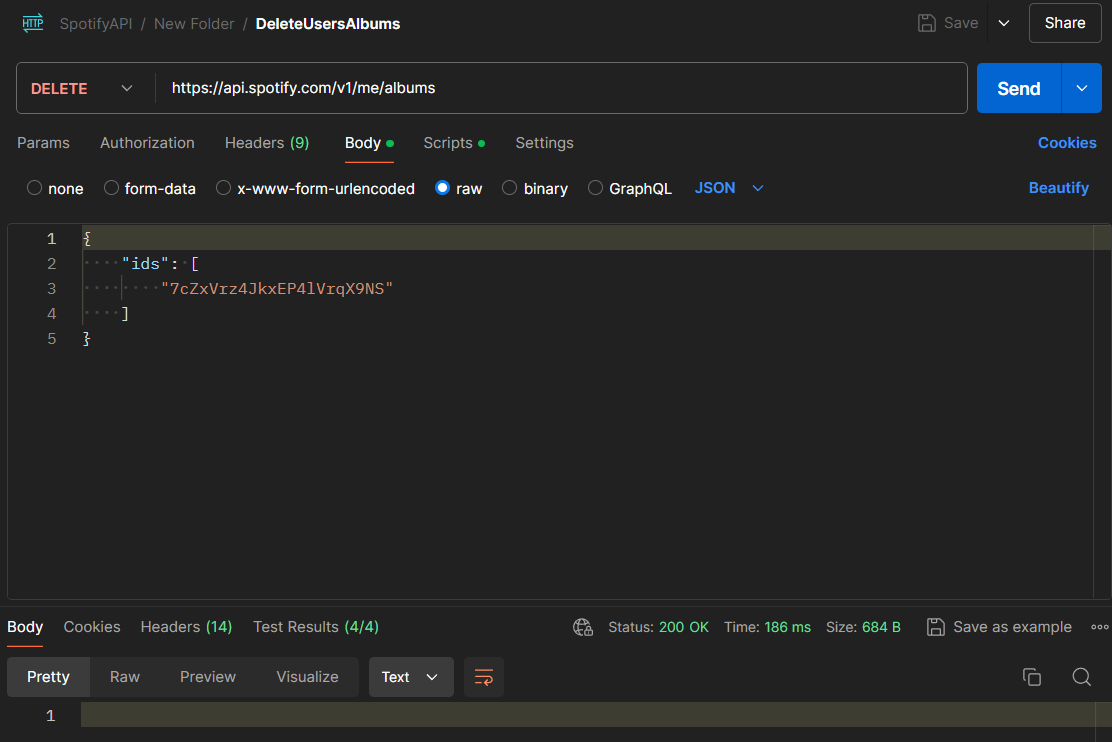 HTTP SpotifyAPI / New Folder / DeleteUsersAlbums Save Share
DELETE https://api.spotify.com/v1/me/albums Send
Params Authorization Headers (9) Body Scripts Settings Cookies
none form-data x-www-form-urlencoded raw binary GraphQL JSON Beautify
1 {
2 "ids": [
3 "7cZxVrz4JkxEP4lVrqX9NS"
4 ]
5 }
Body Cookies Headers (14) Test Results (4/4) Status: 200 OK Time: 186 ms Size: 684 B Save as example
Pretty Raw Preview Visualize Text
1